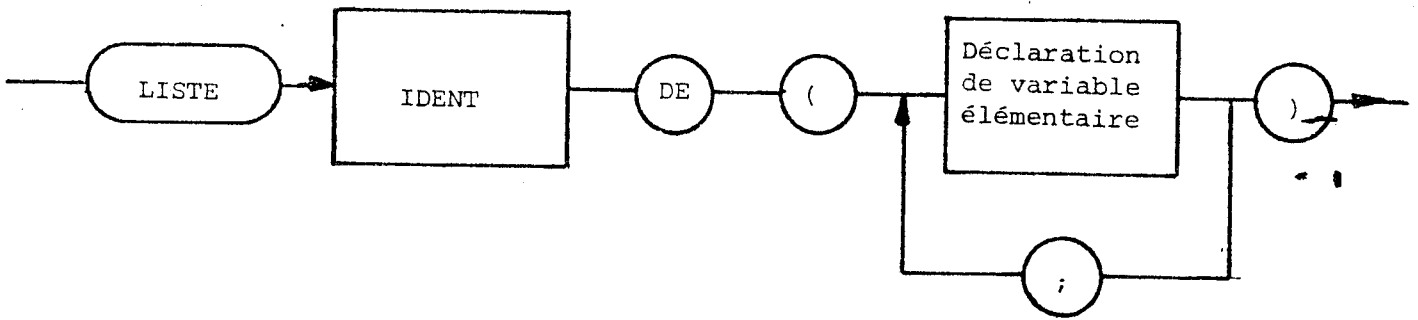 LISTE
IDENT
DE
(
Déclaration
de variable
élémentaire
)
;